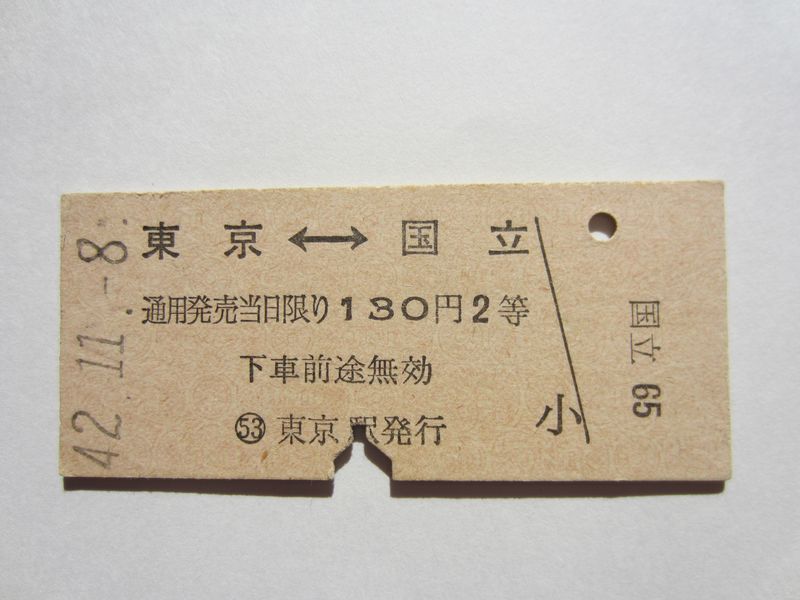 42.11.-8.
東京↔国立
通用発売当日限り130円2等
下車前途無効
㊼ 東京駅発行
小
国立 65